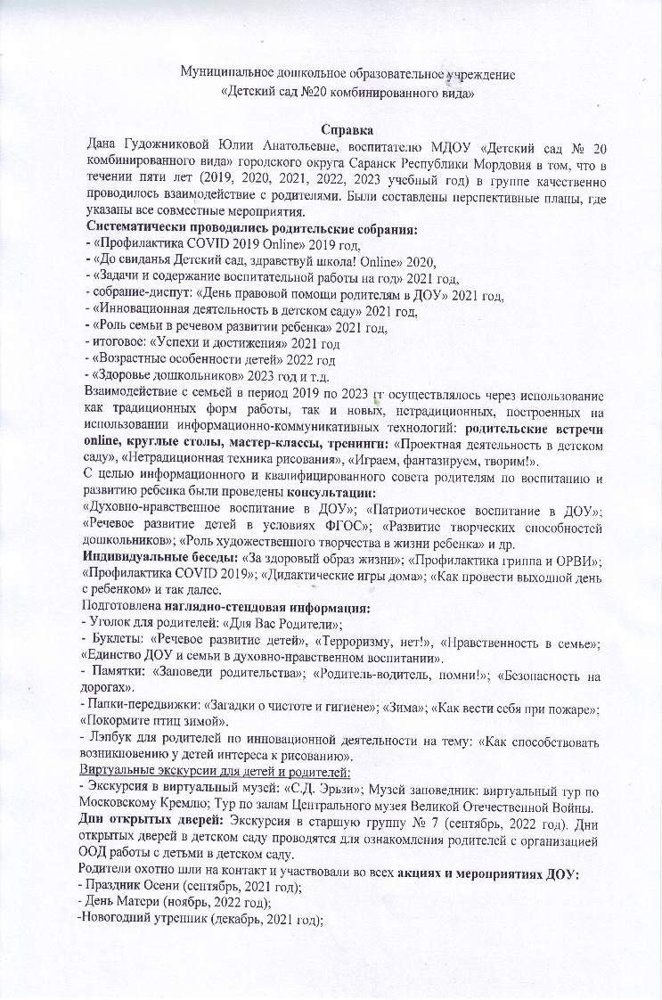 Муниципальное дошкольное образовательное учреждение
«Детский сад №20 комбинированного вида»
Справка
Дана Гудожниковой Юлии Анатольевне, воспитателю МДОУ «Детский сад № 20
комбинированного вида» городского округа Саранск Республики Мордовия в том, что в
течении пяти лет (2019, 2020, 2021, 2022, 2023 учебный год) в группе качественно
проводилось взаимодействие с родителями. Были составлены перспективные планы, где
указаны все совместные мероприятия.
Систематически проводились родительские собрания:
- «Профилактика COVID 2019 Online» 2019 год,
- «До свиданья Детский сад, здравствуй школа! Online» 2020,
- «Задачи и содержание воспитательной работы на год» 2021 год,
- собрание-диспут: «День правовой помощи родителям в ДОУ» 2021 год,
- «Инновационная деятельность в детском саду» 2021 год,
- «Роль семьи в речевом развитии ребенка» 2021 год,
- итоговое: «Успехи и достижения» 2021 год
- «Возрастные особенности детей» 2022 год
- «Здоровье дошкольников» 2023 год и т.д.
Взаимодействие с семьей в период 2019 по 2023 гг осуществлялось через использование
как традиционных форм работы, так и новых, нетрадиционных, построенных на
использовании информационно-коммуникативных технологий: родительские встречи
online, круглые столы, мастер-классы, тренинги: «Проектная деятельность в детском
саду», «Нетрадиционная техника рисования», «Играем, фантазируем, творим!».
С целью информационного и квалифицированного совета родителям по воспитанию и
развитию ребенка были проведены консультации:
«Духовно-нравственное воспитание в ДОУ»; «Патриотическое воспитание в ДОУ»;
«Речевое развитие детей в условиях ФГОС»; «Развитие творческих способностей
дошкольников»; «Роль художественного творчества в жизни ребенка» и др.
Индивидуальные беседы: «За здоровый образ жизни»; «Профилактика гриппа и ОРВИ»;
«Профилактика COVID 2019»; «Дидактические игры дома»; «Как провести выходной день
с ребенком» и так далее.
Подготовлена наглядно-стендовая информация:
- Уголок для родителей: «Для Вас Родители»;
- Буклеты: «Речевое развитие детей», «Терроризму, нет!», «Нравственность в семье»;
«Единство ДОУ и семьи в духовно-нравственном воспитании».
- Памятки: «Заповеди родительства»; «Родитель-водитель, помни!»; «Безопасность на
дорогах».
- Папки-передвижки: «Загадки о чистоте и гигиене»; «Зима»; «Как вести себя при пожаре»;
«Покормите птиц зимой».
- Лэпбук для родителей по инновационной деятельности на тему: «Как способствовать
возникновению у детей интереса к рисованию».
Виртуальные экскурсии для детей и родителей:
- Экскурсия в виртуальный музей: «С.Д. Эрьзи»; Музей заповедник: виртуальный тур по
Московскому Кремлю; Тур по залам Центрального музея Великой Отечественной Войны.
Дни открытых дверей: Экскурсия в старшую группу № 7 (сентябрь, 2022 год). Дни
открытых дверей в детском саду проводятся для ознакомления родителей с организацией
ООД работы с детьми в детском саду.
Родители охотно шли на контакт и участвовали во всех акциях и мероприятиях ДОУ:
- Праздник Осени (сентябрь, 2021 год);
- День Матери (ноябрь, 2022 год);
-Новогодний утренник (декабрь, 2021 год);